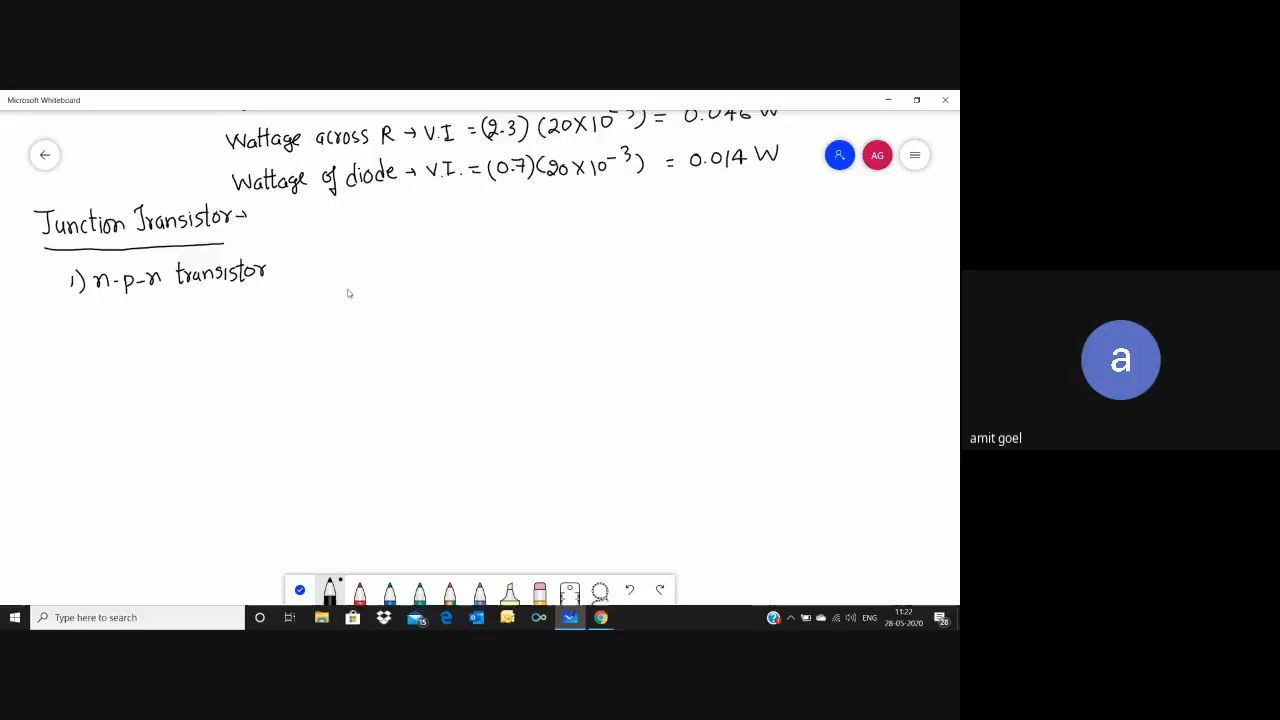 Microsoft Whiteboard
Wattage across R → V.I = (2.3) (20×10⁻³) = 0.046 W
Wattage of diode → V.I. = (0.7)(20×10⁻³) = 0.014 W
AG
Junction Transistor →
1) n-p-n transistor
a
amit goel
Type here to search
15
ENG
11:22
28-05-2020
28